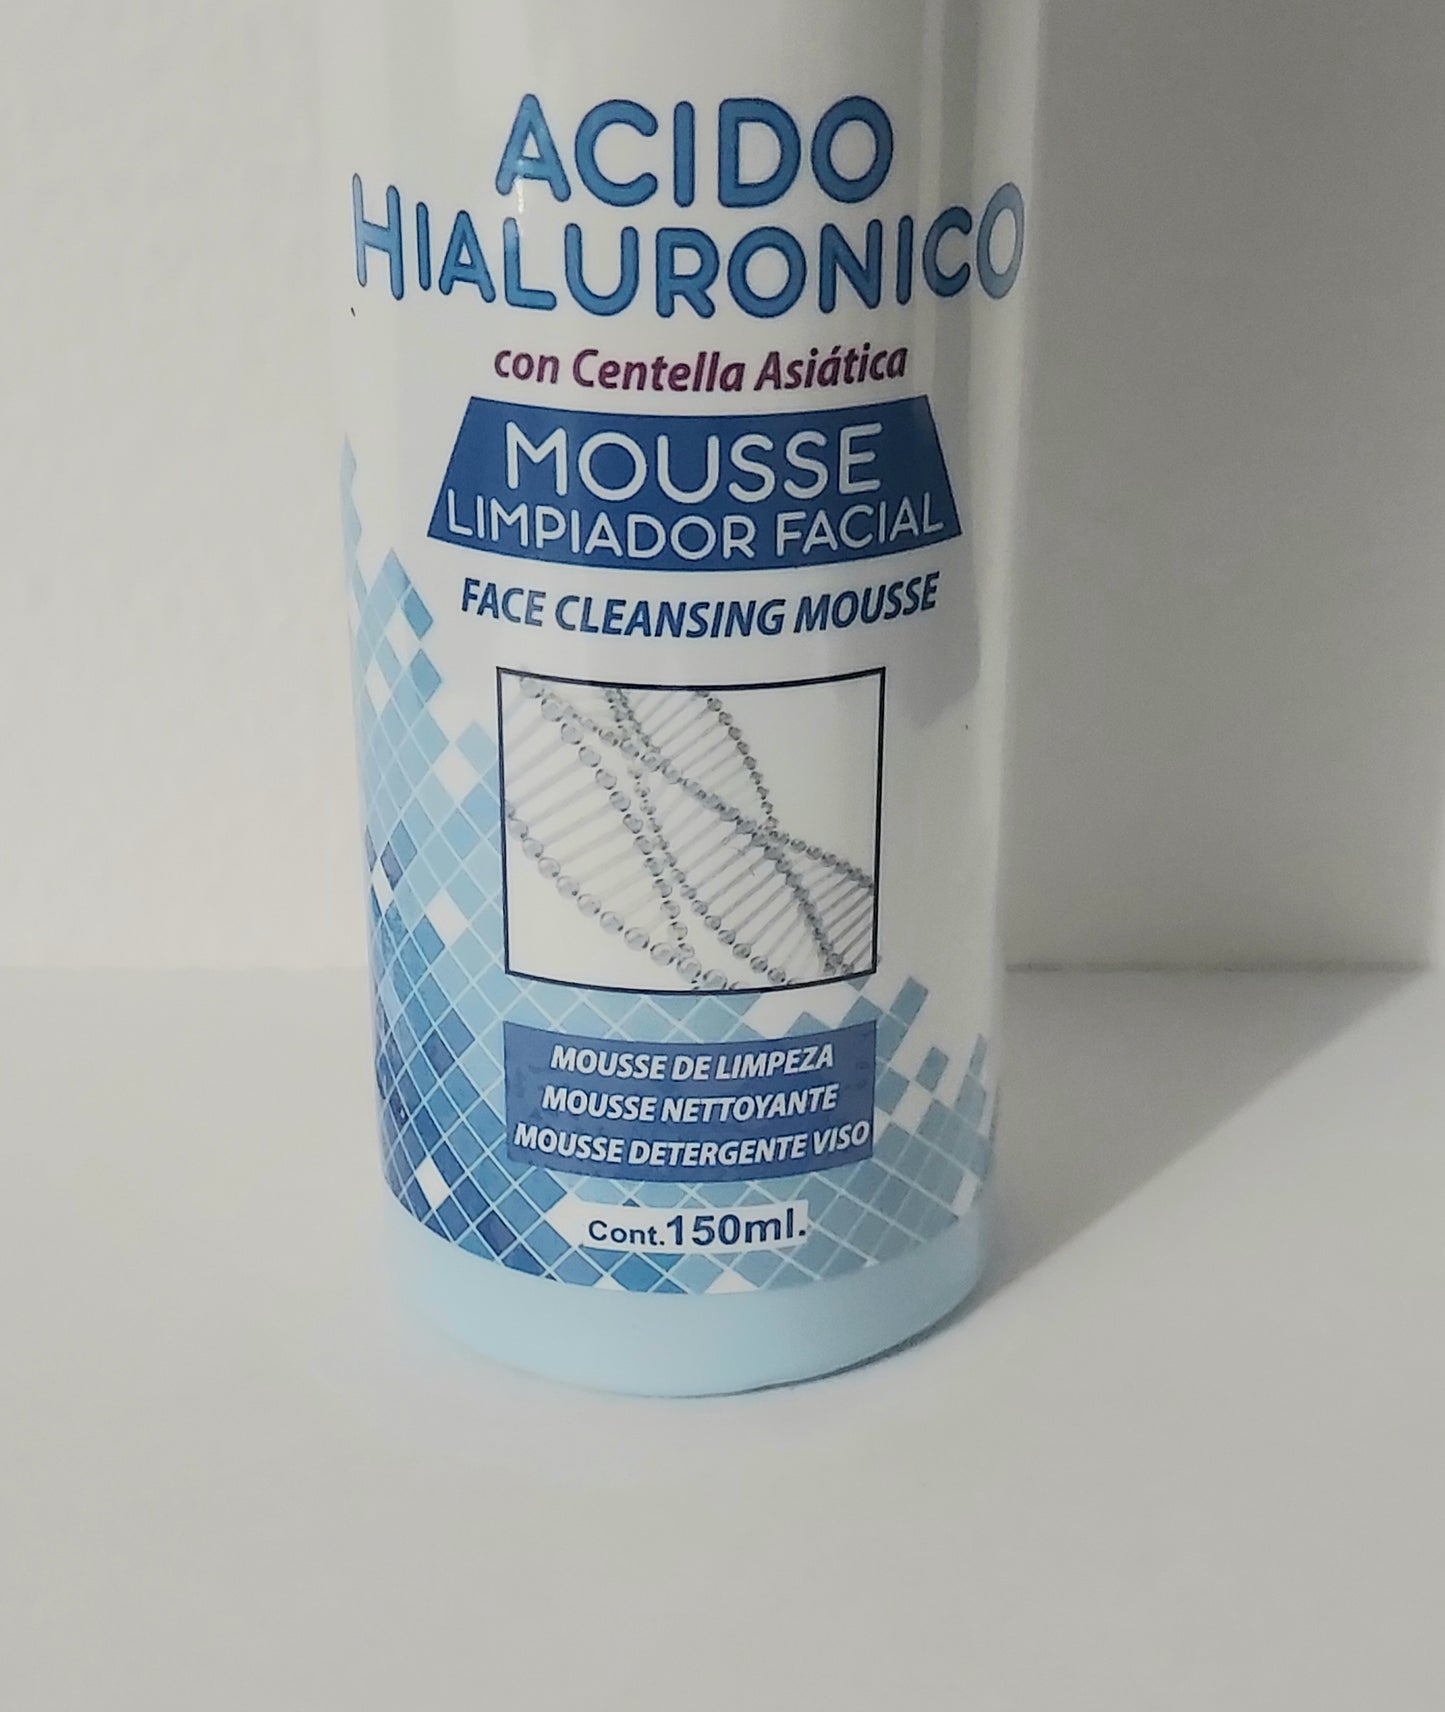 ACIDO
HIALURONICO
con Centella Asiática
MOUSSE
LIMPIADOR FACIAL
FACE CLEANSING MOUSSE
MOUSSE DE LIMPEZA
MOUSSE NETTOYANTE
MOUSSE DETERGENTE VISO
Cont.150ml.